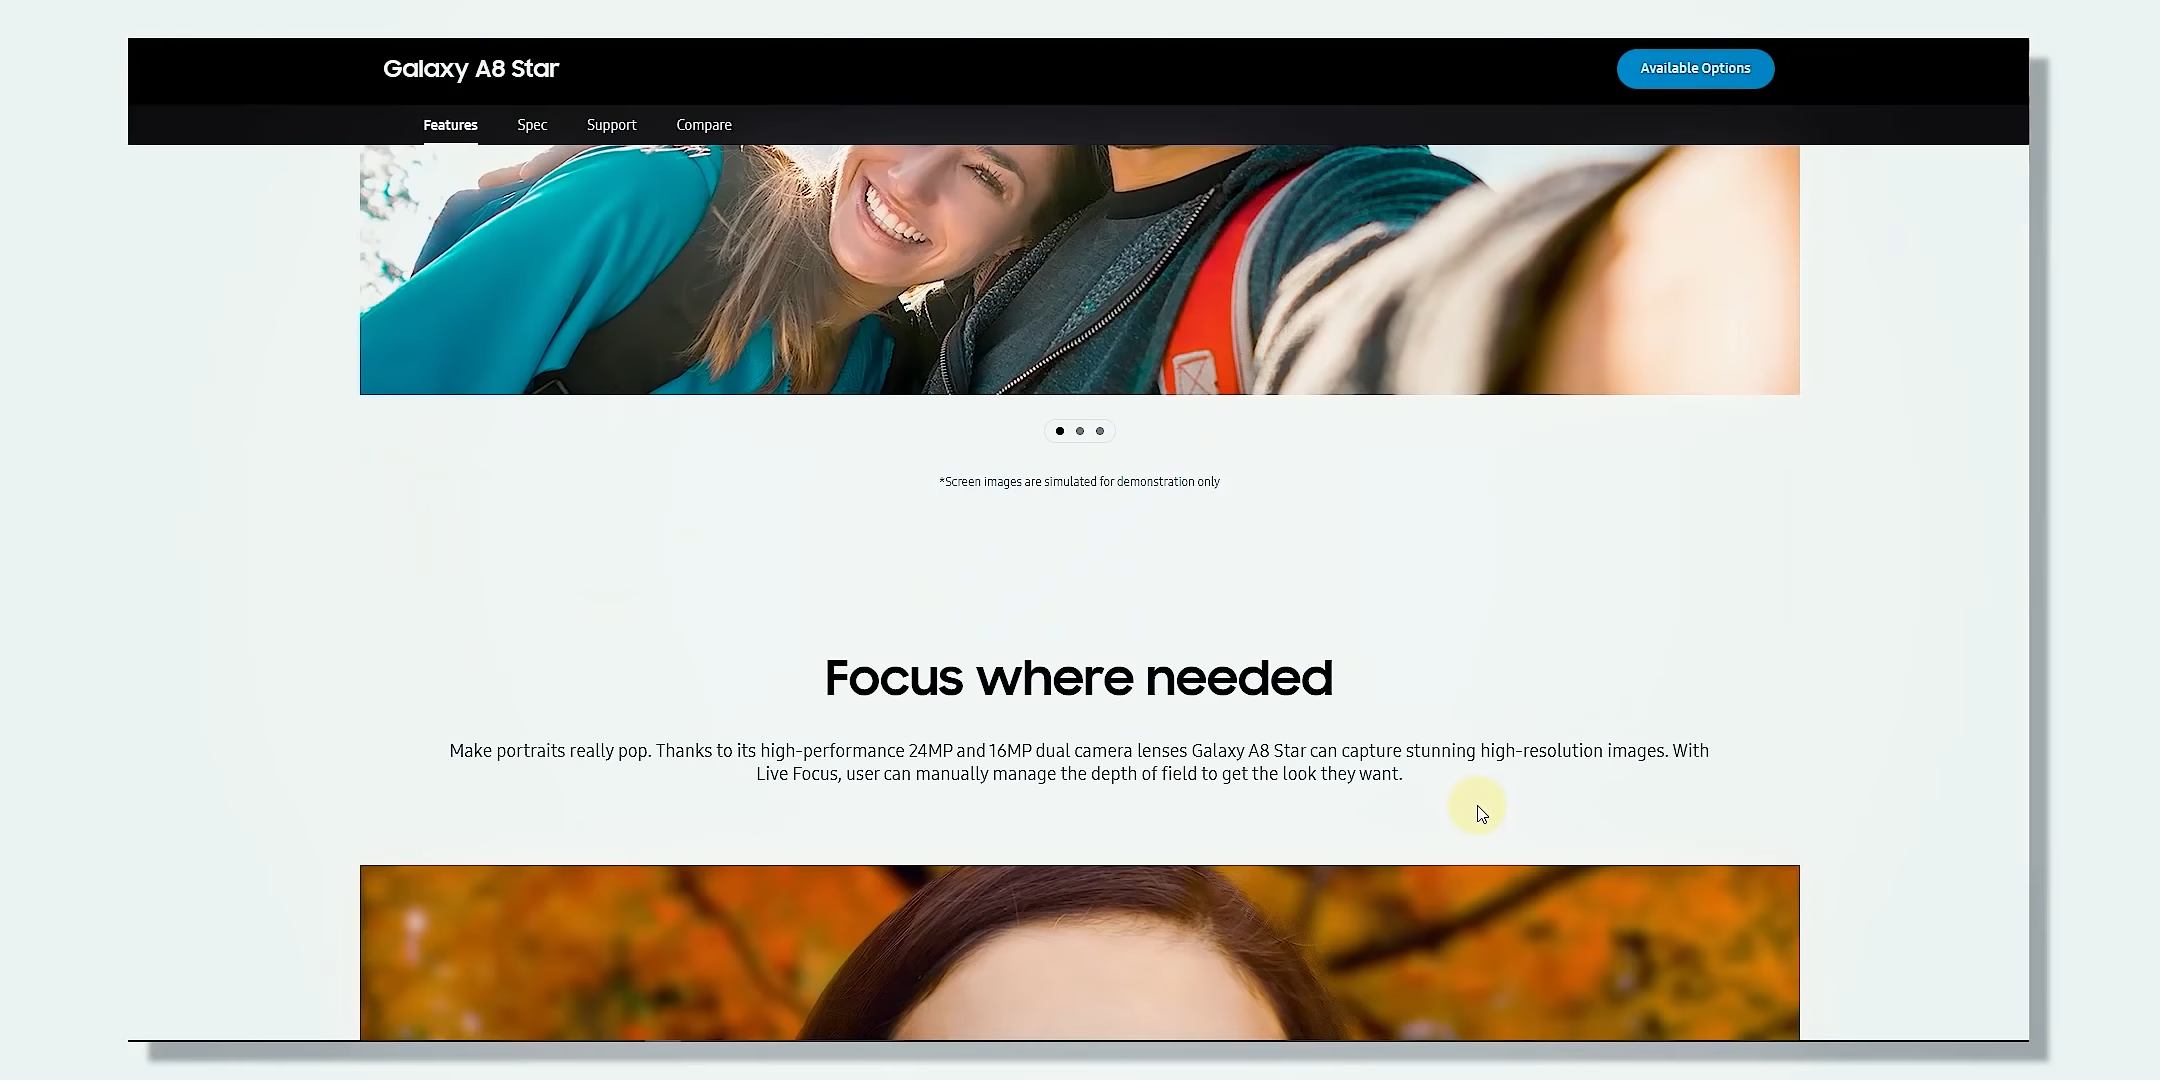 Galaxy A8 Star
Available Options
Features Spec Support Compare
*Screen images are simulated for demonstration only
Focus where needed
Make portraits really pop. Thanks to its high-performance 24MP and 16MP dual camera lenses Galaxy A8 Star can capture stunning high-resolution images. With
Live Focus, user can manually manage the depth of field to get the look they want.